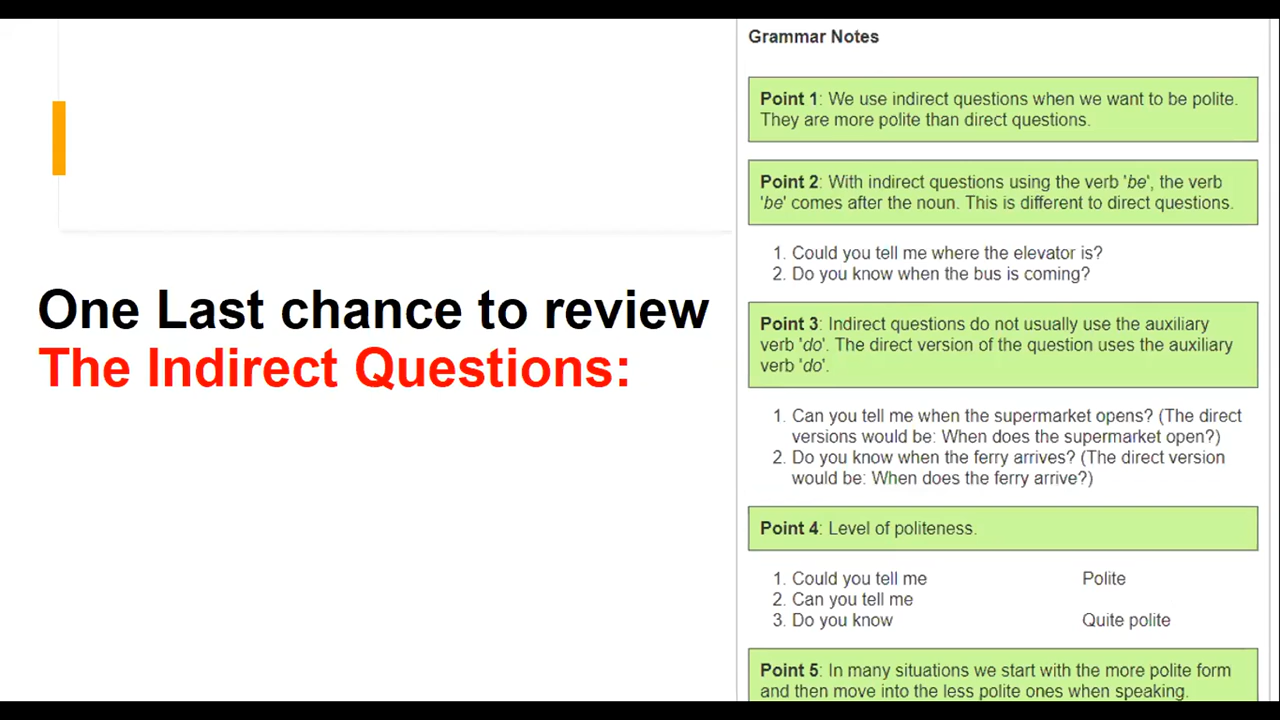 One Last chance to review
The Indirect Questions:
Grammar Notes
Point 1: We use indirect questions when we want to be polite.
They are more polite than direct questions.
Point 2: With indirect questions using the verb 'be', the verb
'be' comes after the noun. This is different to direct questions.
1. Could you tell me where the elevator is?
2. Do you know when the bus is coming?
Point 3: Indirect questions do not usually use the auxiliary
verb 'do'. The direct version of the question uses the auxiliary
verb 'do'.
1. Can you tell me when the supermarket opens? (The direct
versions would be: When does the supermarket open?)
2. Do you know when the ferry arrives? (The direct version
would be: When does the ferry arrive?)
Point 4: Level of politeness.
1. Could you tell me Polite
2. Can you tell me
3. Do you know Quite polite
Point 5: In many situations we start with the more polite form
and then move into the less polite ones when speaking.